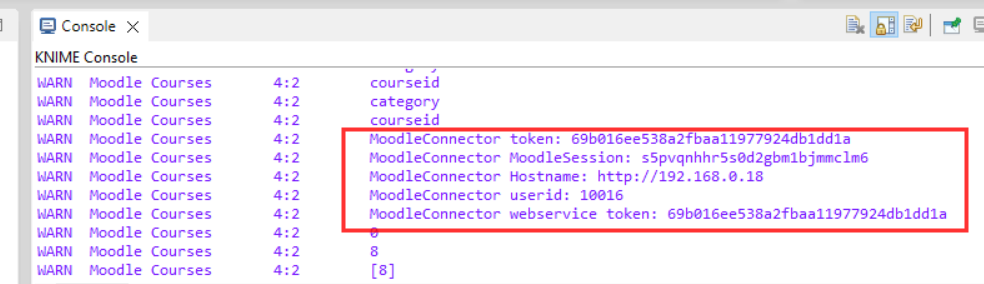 Console
KNIME Console
WARN Moodle Courses 4:2 courseid
WARN Moodle Courses 4:2 category
WARN Moodle Courses 4:2 courseid
WARN Moodle Courses 4:2 MoodleConnector token: 69b016ee538a2fbaa11977924db1dd1a
WARN Moodle Courses 4:2 MoodleConnector MoodleSession: s5pvqnhhr5s0d2gbm1bjmmclm6
WARN Moodle Courses 4:2 MoodleConnector Hostname: http://192.168.0.18
WARN Moodle Courses 4:2 MoodleConnector userid: 10016
WARN Moodle Courses 4:2 MoodleConnector webservice token: 69b016ee538a2fbaa11977924db1dd1a
WARN Moodle Courses 4:2 0
WARN Moodle Courses 4:2 8
WARN Moodle Courses 4:2 [8]